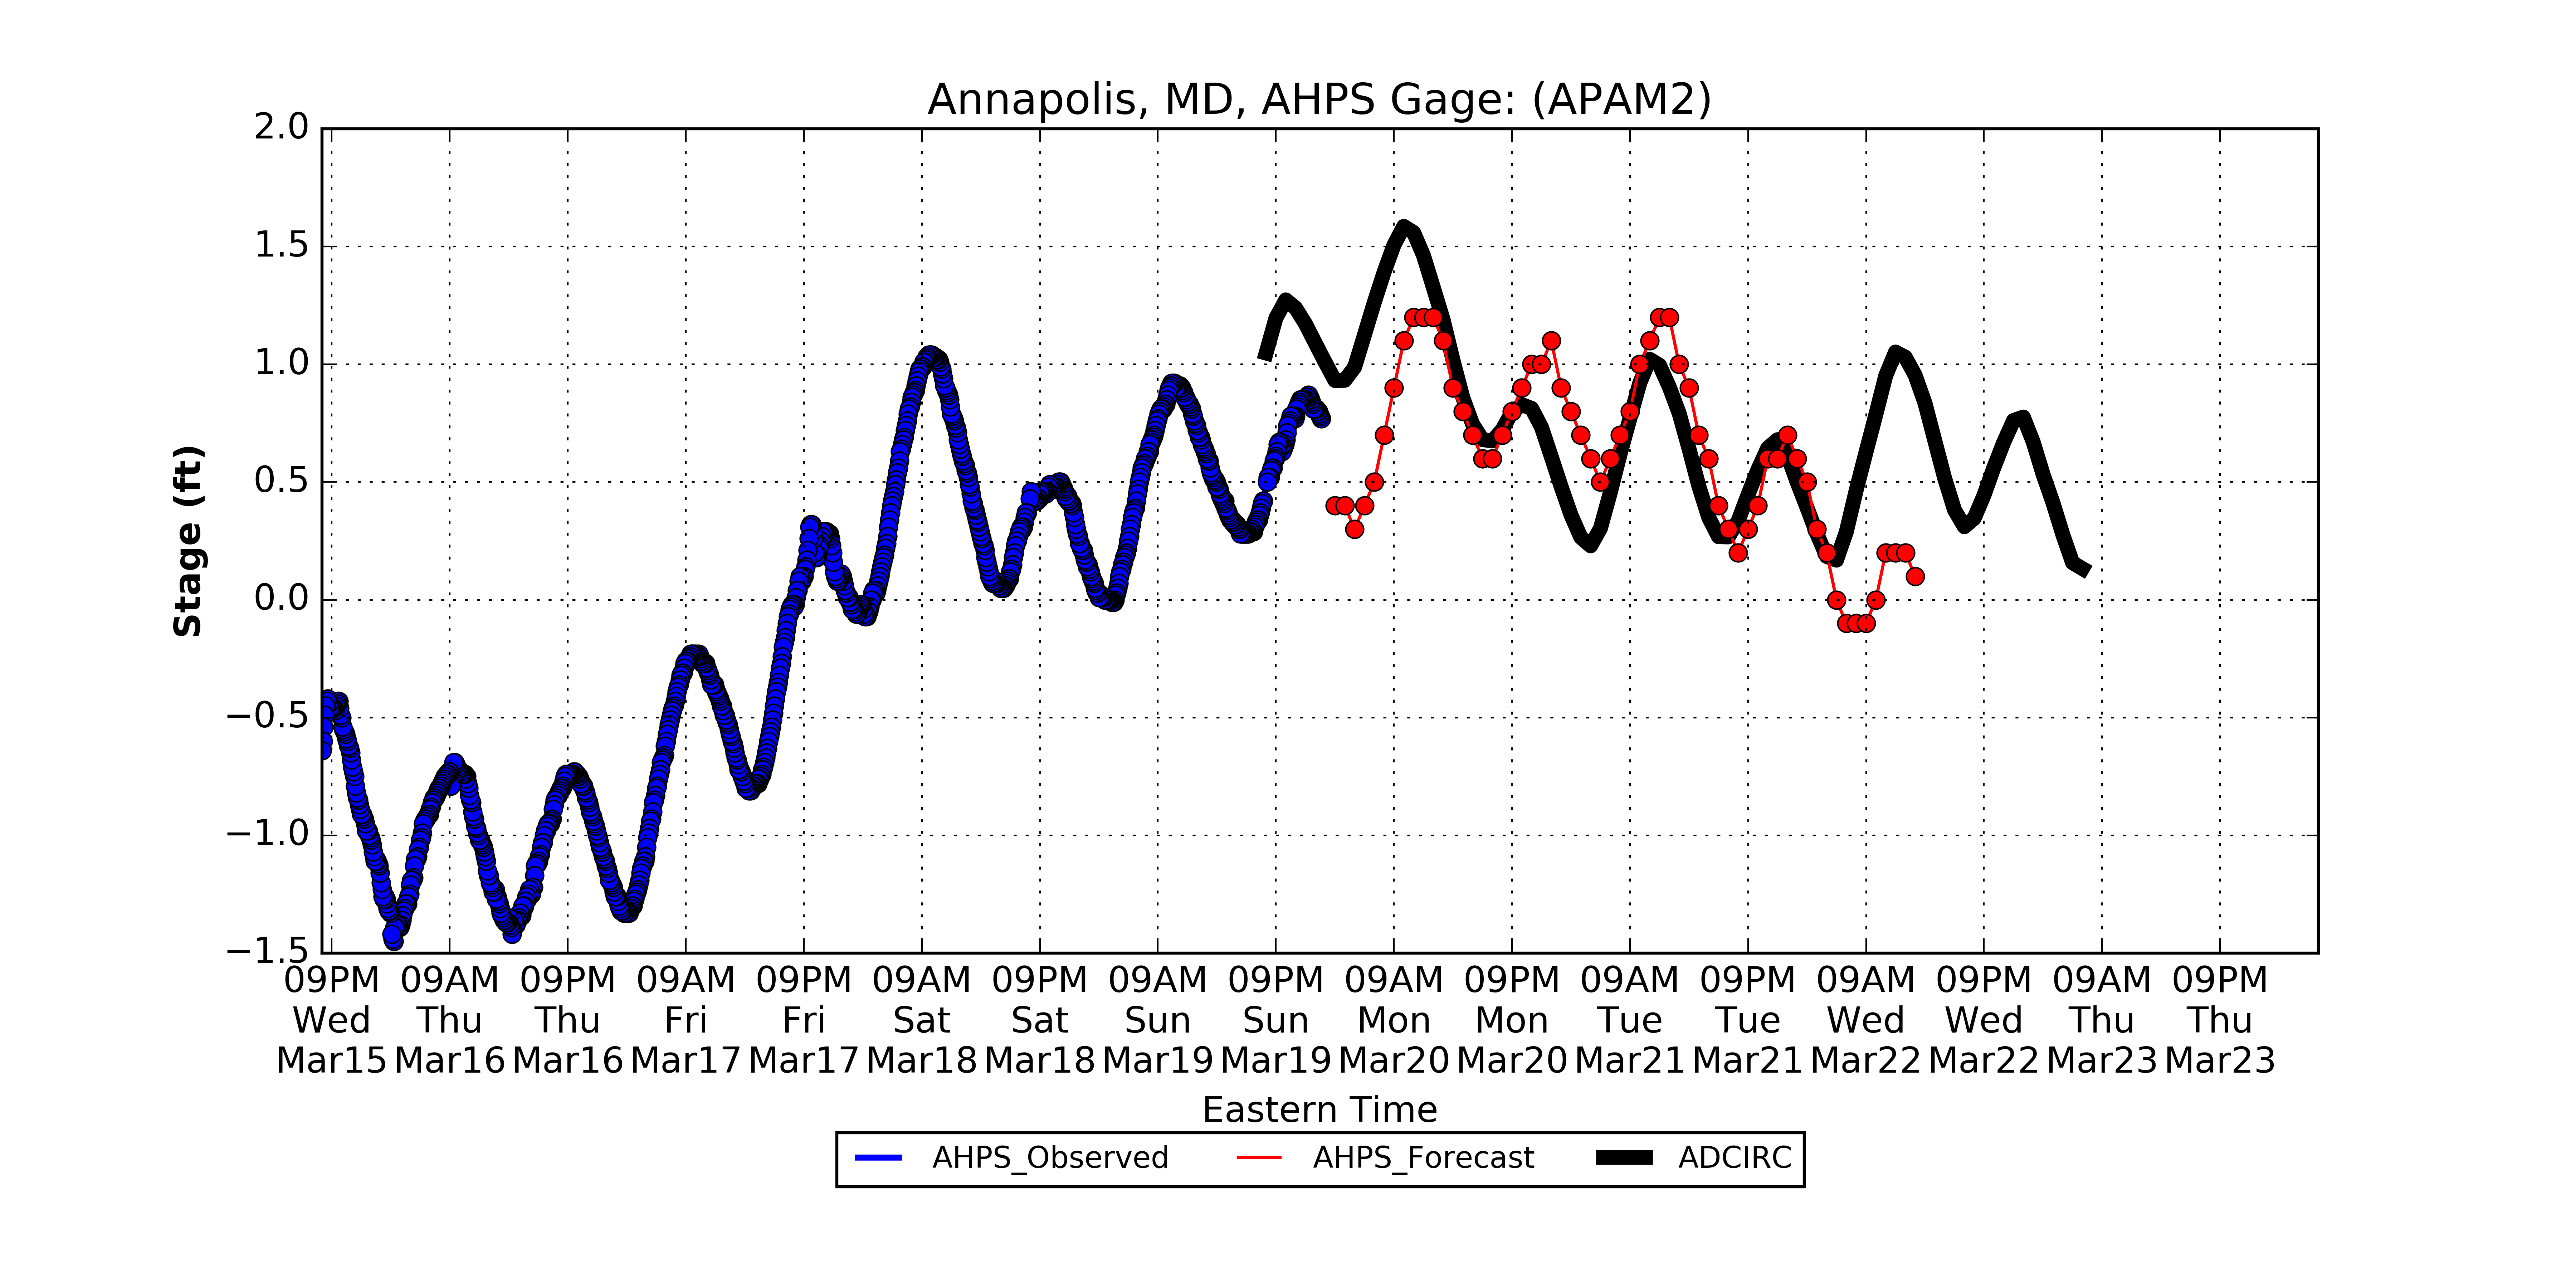 Annapolis, MD, AHPS Gage: (APAM2)
2.0
1.5
1.0
0.5
0.0
−0.5
−1.0
−1.5
Stage (ft)
09PM 09AM 09PM 09AM 09PM 09AM 09PM 09AM 09PM 09AM 09PM 09AM 09PM 09AM 09PM 09AM 09PM
Wed Thu Thu Fri Fri Sat Sat Sun Sun Mon Mon Tue Tue Wed Wed Thu Thu
Mar15 Mar16 Mar16 Mar17 Mar17 Mar18 Mar18 Mar19 Mar19 Mar20 Mar20 Mar21 Mar21 Mar22 Mar22 Mar23 Mar23
Eastern Time
AHPS_Observed AHPS_Forecast ADCIRC